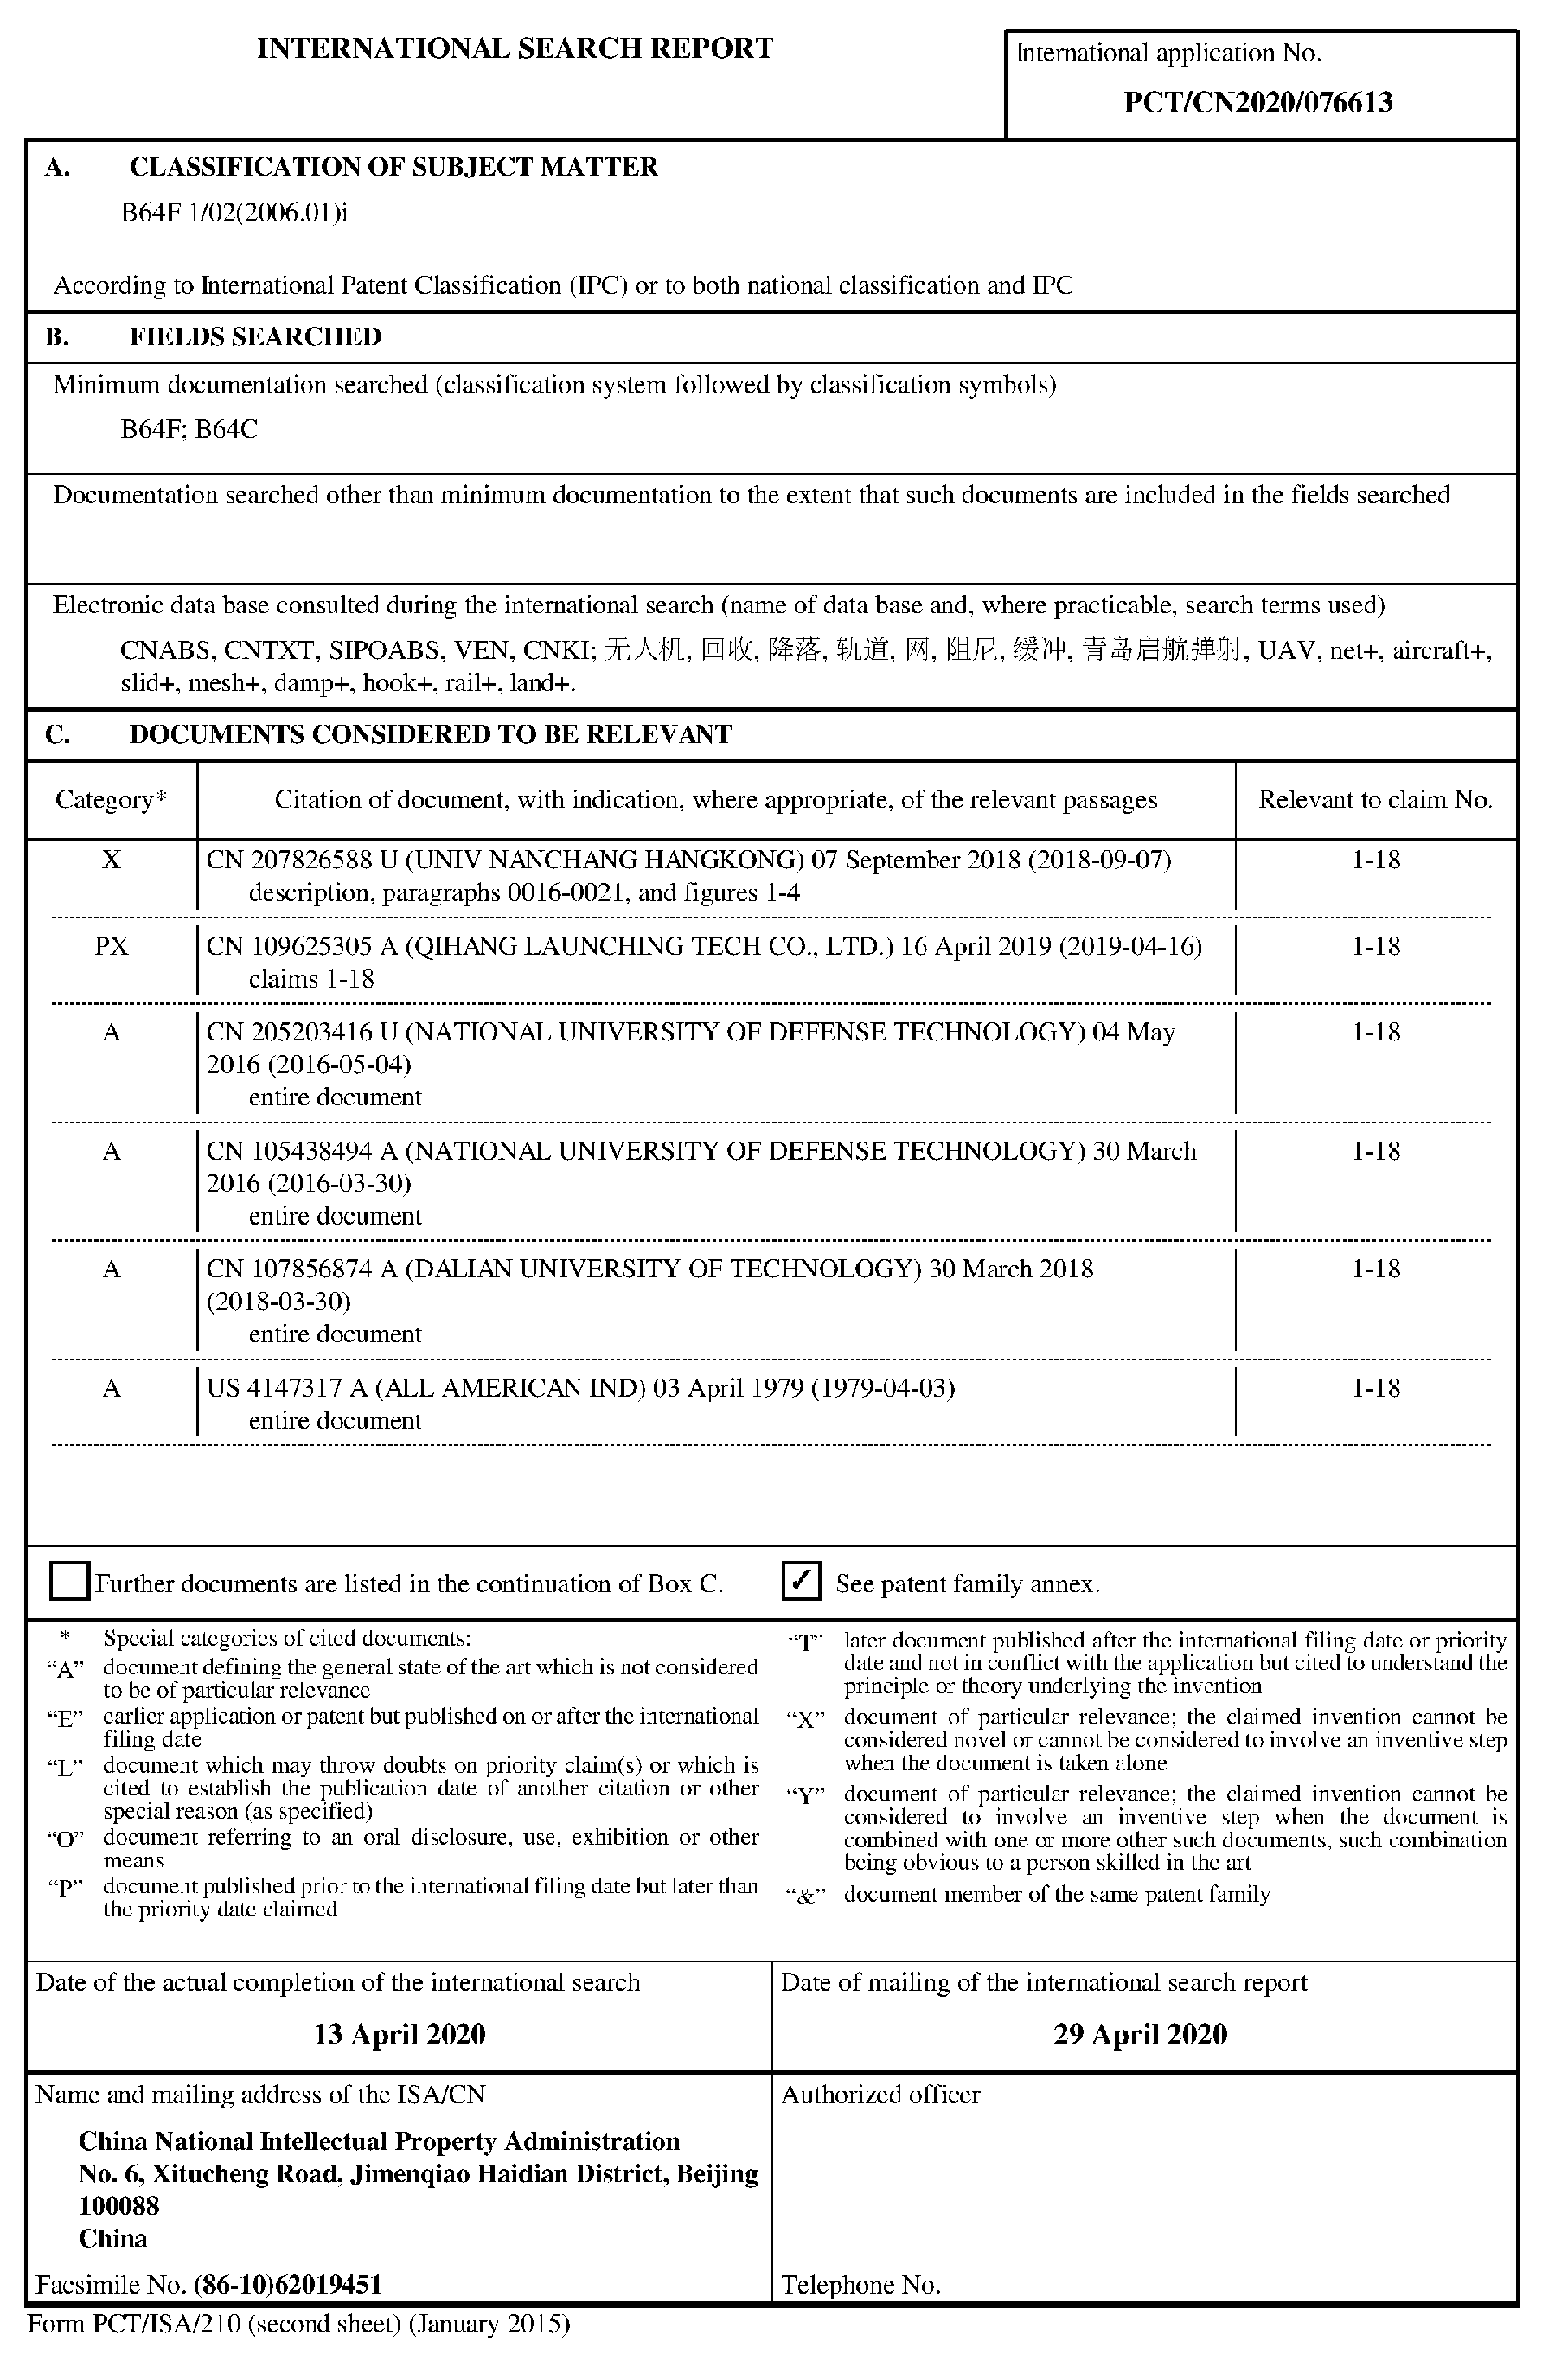 INTERNATIONAL SEARCH REPORT
International application No.
PCT/CN2020/076613
A. CLASSIFICATION OF SUBJECT MATTER
B64F 1/02(2006.01)i
According to International Patent Classification (IPC) or to both national classification and IPC
B. FIELDS SEARCHED
Minimum documentation searched (classification system followed by classification symbols)
B64F; B64C
Documentation searched other than minimum documentation to the extent that such documents are included in the fields searched
Electronic data base consulted during the international search (name of data base and, where practicable, search terms used)
CNABS, CNTXT, SIPOABS, VEN, CNKI; 无人机, 回收, 降落, 轨道, 网, 阻尼, 缓冲, 青岛启航弹射, UAV, net+, aircraft+,
slid+, mesh+, damp+, hook+, rail+, land+.
C. DOCUMENTS CONSIDERED TO BE RELEVANT
Category* Citation of document, with indication, where appropriate, of the relevant passages Relevant to claim No.
X CN 207826588 U (UNIV NANCHANG HANGKONG) 07 September 2018 (2018-09-07) 1-18
description, paragraphs 0016-0021, and figures 1-4
PX CN 109625305 A (QIHANG LAUNCHING TECH CO., LTD.) 16 April 2019 (2019-04-16) 1-18
claims 1-18
A CN 205203416 U (NATIONAL UNIVERSITY OF DEFENSE TECHNOLOGY) 04 May 1-18
2016 (2016-05-04)
entire document
A CN 105438494 A (NATIONAL UNIVERSITY OF DEFENSE TECHNOLOGY) 30 March 1-18
2016 (2016-03-30)
entire document
A CN 107856874 A (DALIAN UNIVERSITY OF TECHNOLOGY) 30 March 2018 1-18
(2018-03-30)
entire document
A US 4147317 A (ALL AMERICAN IND) 03 April 1979 (1979-04-03) 1-18
entire document
Further documents are listed in the continuation of Box C.
✓ See patent family annex.
* Special categories of cited documents:
“A” document defining the general state of the art which is not considered
to be of particular relevance
“E” earlier application or patent but published on or after the international
filing date
“L” document which may throw doubts on priority claim(s) or which is
cited to establish the publication date of another citation or other
special reason (as specified)
“O” document referring to an oral disclosure, use, exhibition or other
means
“P” document published prior to the international filing date but later than
the priority date claimed
“T” later document published after the international filing date or priority
date and not in conflict with the application but cited to understand the
principle or theory underlying the invention
“X” document of particular relevance; the claimed invention cannot be
considered novel or cannot be considered to involve an inventive step
when the document is taken alone
“Y” document of particular relevance; the claimed invention cannot be
considered to involve an inventive step when the document is
combined with one or more other such documents, such combination
being obvious to a person skilled in the art
“&” document member of the same patent family
Date of the actual completion of the international search
13 April 2020
Date of mailing of the international search report
29 April 2020
Name and mailing address of the ISA/CN
China National Intellectual Property Administration
No. 6, Xitucheng Road, Jimenqiao Haidian District, Beijing
100088
China
Facsimile No. (86-10)62019451
Authorized officer
Telephone No.
Form PCT/ISA/210 (second sheet) (January 2015)